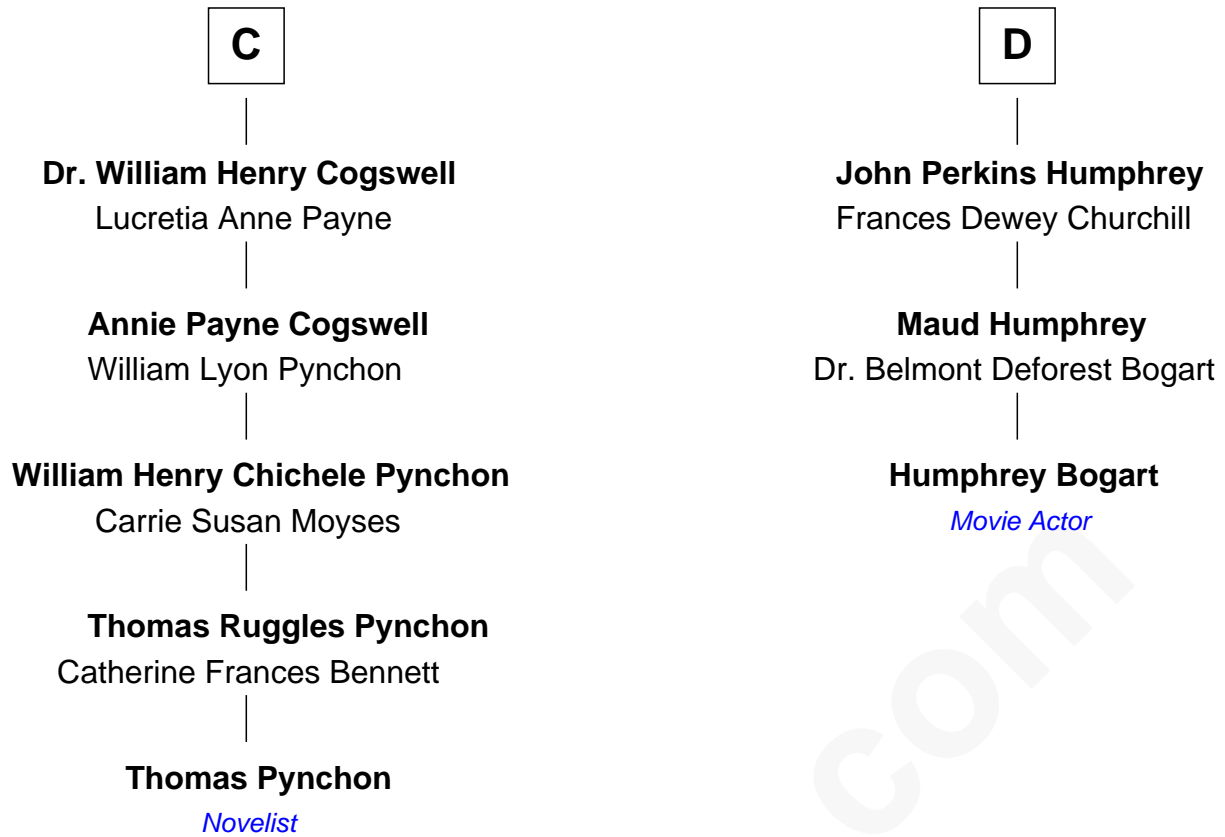 C
Dr. William Henry Cogswell
Lucretia Anne Payne
Annie Payne Cogswell
William Lyon Pynchon
William Henry Chichele Pynchon
Carrie Susan Moyses
Thomas Ruggles Pynchon
Catherine Frances Bennett
Thomas Pynchon
Novelist
D
John Perkins Humphrey
Frances Dewey Churchill
Maud Humphrey
Dr. Belmont Deforest Bogart
Humphrey Bogart
Movie Actor
com